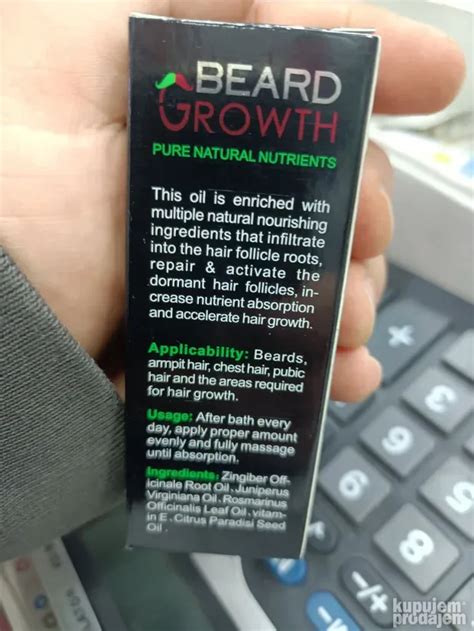 BEARD
GROWTH
PURE NATURAL NUTRIENTS
This oil is enriched with
multiple natural nourishing
ingredients that infiltrate
into the hair follicle roots,
repair & activate the
dormant hair follicles, in-
crease nutrient absorption
and accelerate hair growth.
Applicability: Beards,
armpit hair, chest hair, pubic
hair and the areas required
for hair growth.
Usage: After bath every
day, apply proper amount
evenly and fully massage
until absorption.
Ingredients: Zingiber Off-
icinale Root Oil、Juniperus
Virginiana Oil、Rosmarinus
Officinalis Leaf Oil、vitam-
in E、Citrus Paradisi Seed
Oil .
+
9
6
2
3
kupujem
prodajem